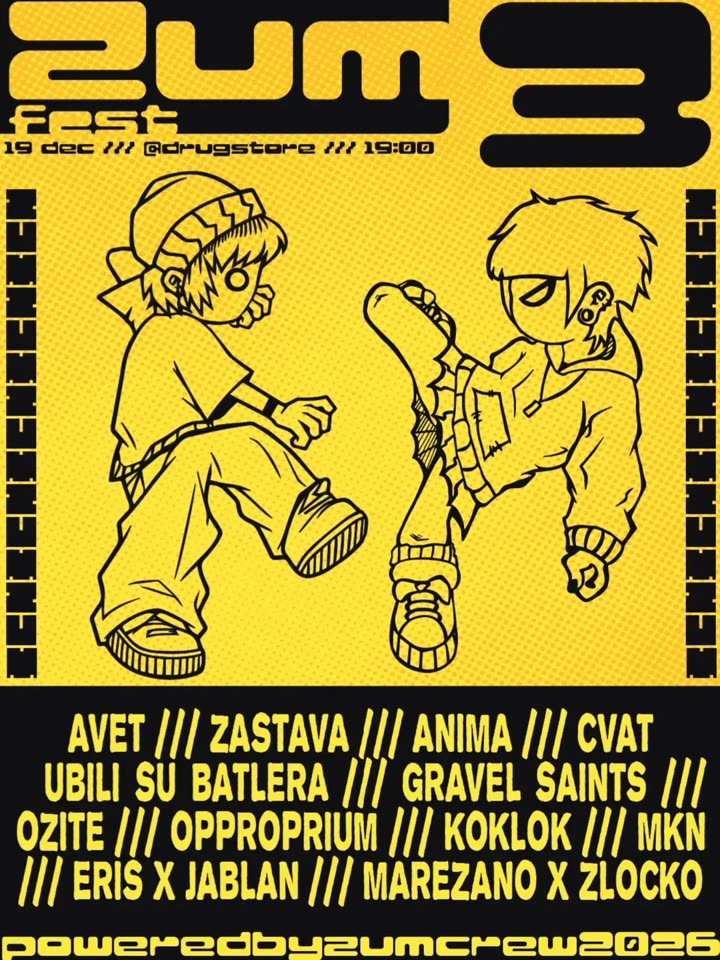 zum 3
fest
19 dec /// @drugstore /// 19:00
AVET /// ZASTAVA /// ANIMA /// CVAT
UBILI SU BATLERA /// GRAVEL SAINTS ///
OZITE /// OPPROPRIUM /// KOKLOK /// MKN
/// ERIS X JABLAN /// MAREZANO X ZLOCKO
poweredbyzumcrew2026